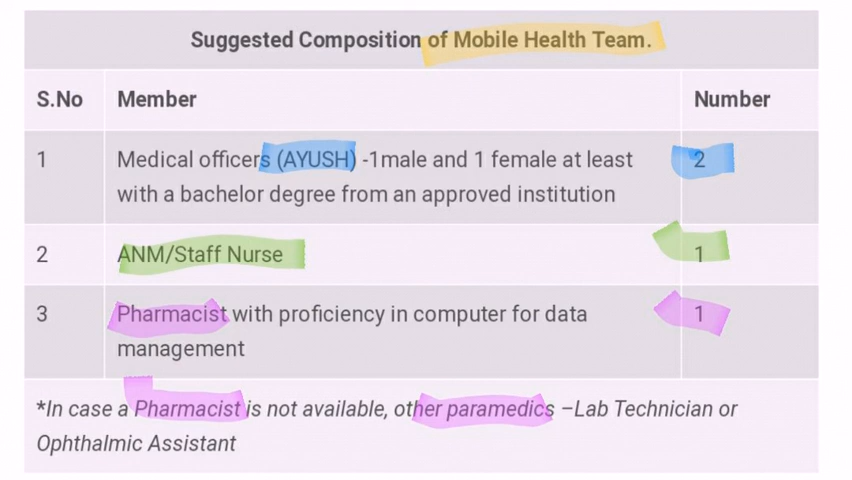 Suggested Composition of Mobile Health Team.
S.No Member Number
1 Medical officers (AYUSH) -1male and 1 female at least 2
with a bachelor degree from an approved institution
2 ANM/Staff Nurse 1
3 Pharmacist with proficiency in computer for data 1
management
*In case a Pharmacist is not available, other paramedics –Lab Technician or
Ophthalmic Assistant